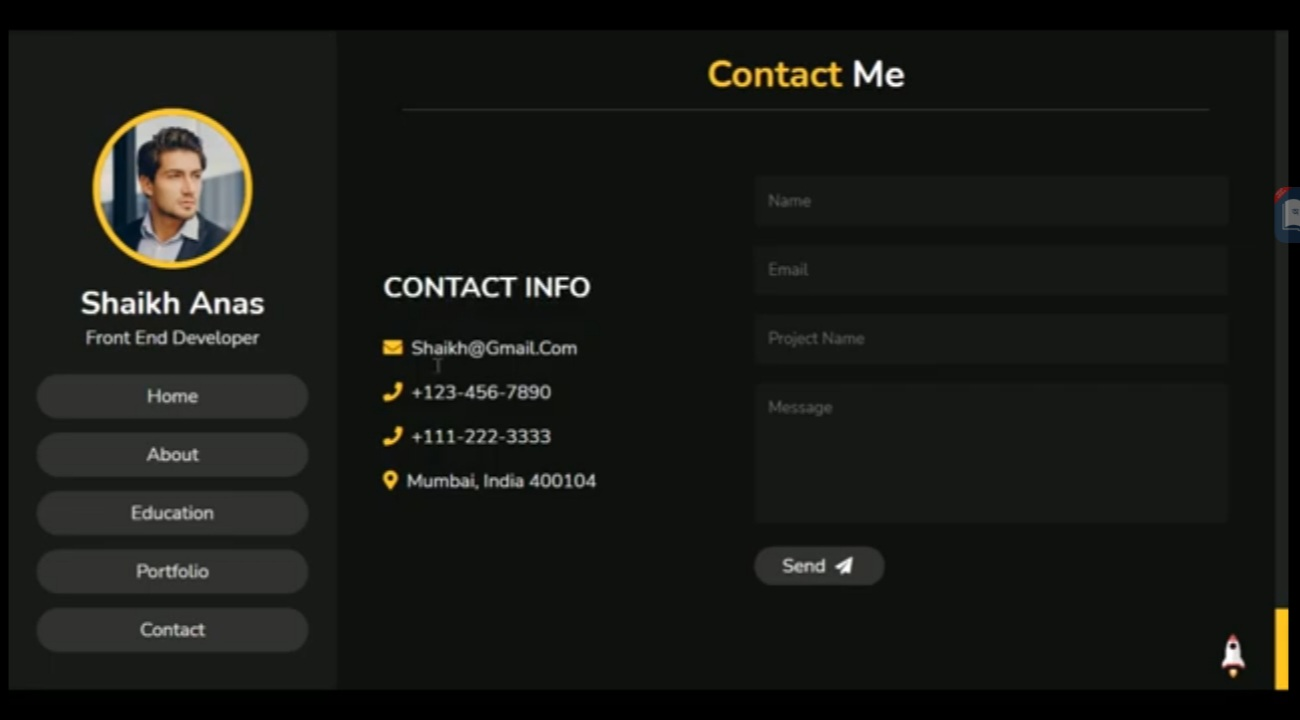 Shaikh Anas
Front End Developer
Home
About
Education
Portfolio
Contact
Contact Me
CONTACT INFO
Shaikh@Gmail.Com
+123-456-7890
+111-222-3333
Mumbai, India 400104
Name
Email
Project Name
Message
Send